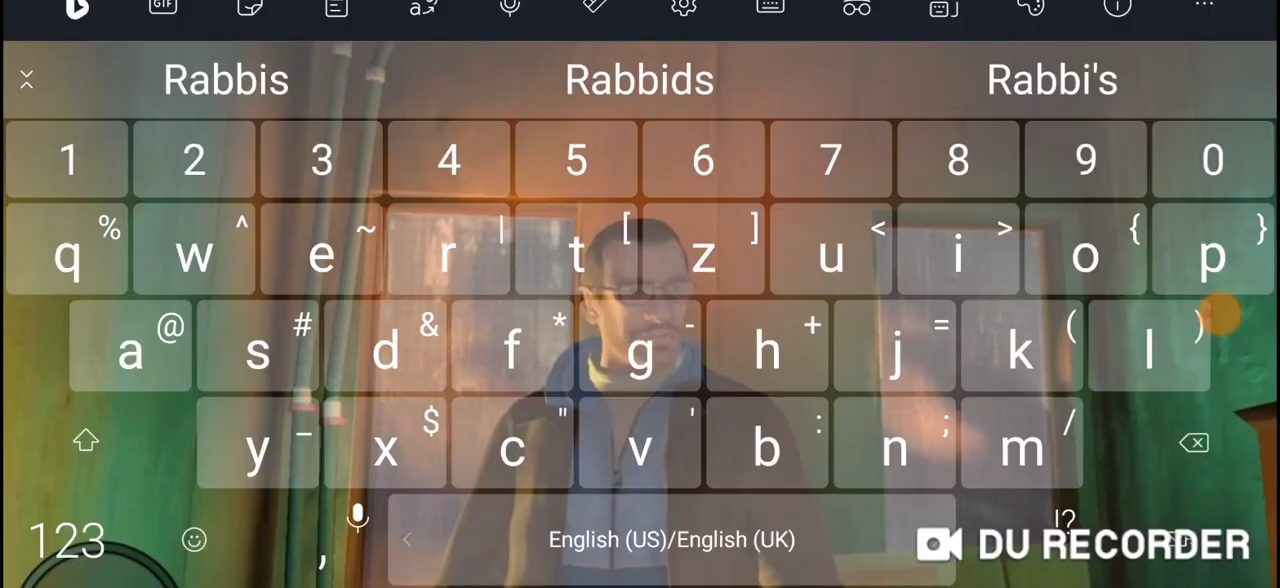 GIF
Rabbis Rabbids Rabbi's
1 2 3 4 5 6 7 8 9 0
% ^ ~ | [ ] < > { }
q w e r t z u i o p
@ # & * - + = ( )
a s d f g h j k l
_ $ " ' : ; /
y x c v b n m
123 , English (US)/English (UK) !?
DU RECORDER